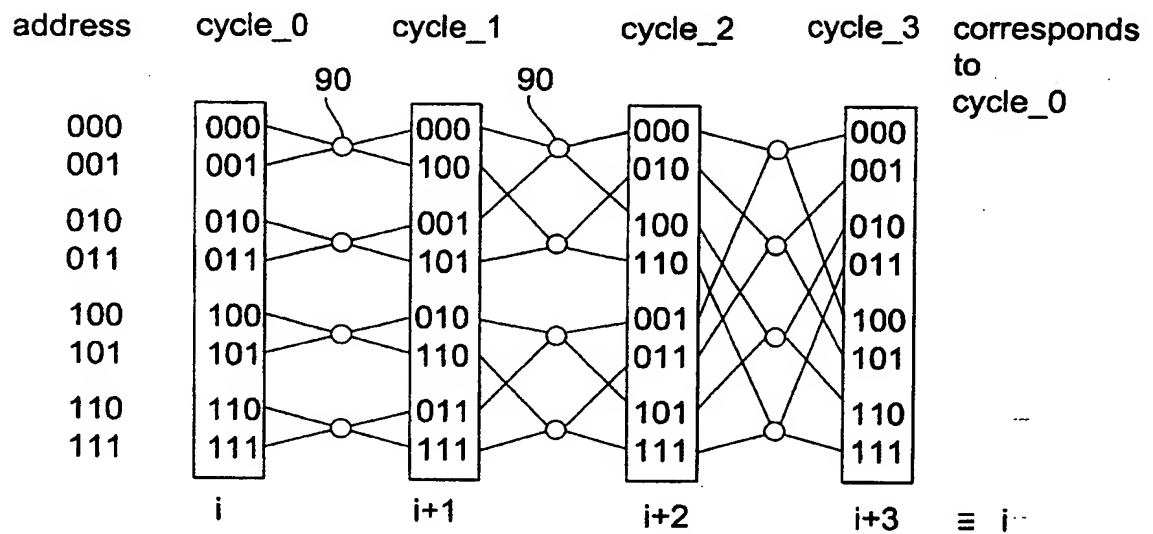 address cycle_0 cycle_1 cycle_2 cycle_3 corresponds
to
cycle_0
90 90
000 000 000 000 000
001 001 100 010 001
010 010 001 100 010
011 011 101 110 011
100 100 010 001 100
101 101 110 011 101
110 110 011 101 110
111 111 111 111 111
i i+1 i+2 i+3 ≡ i